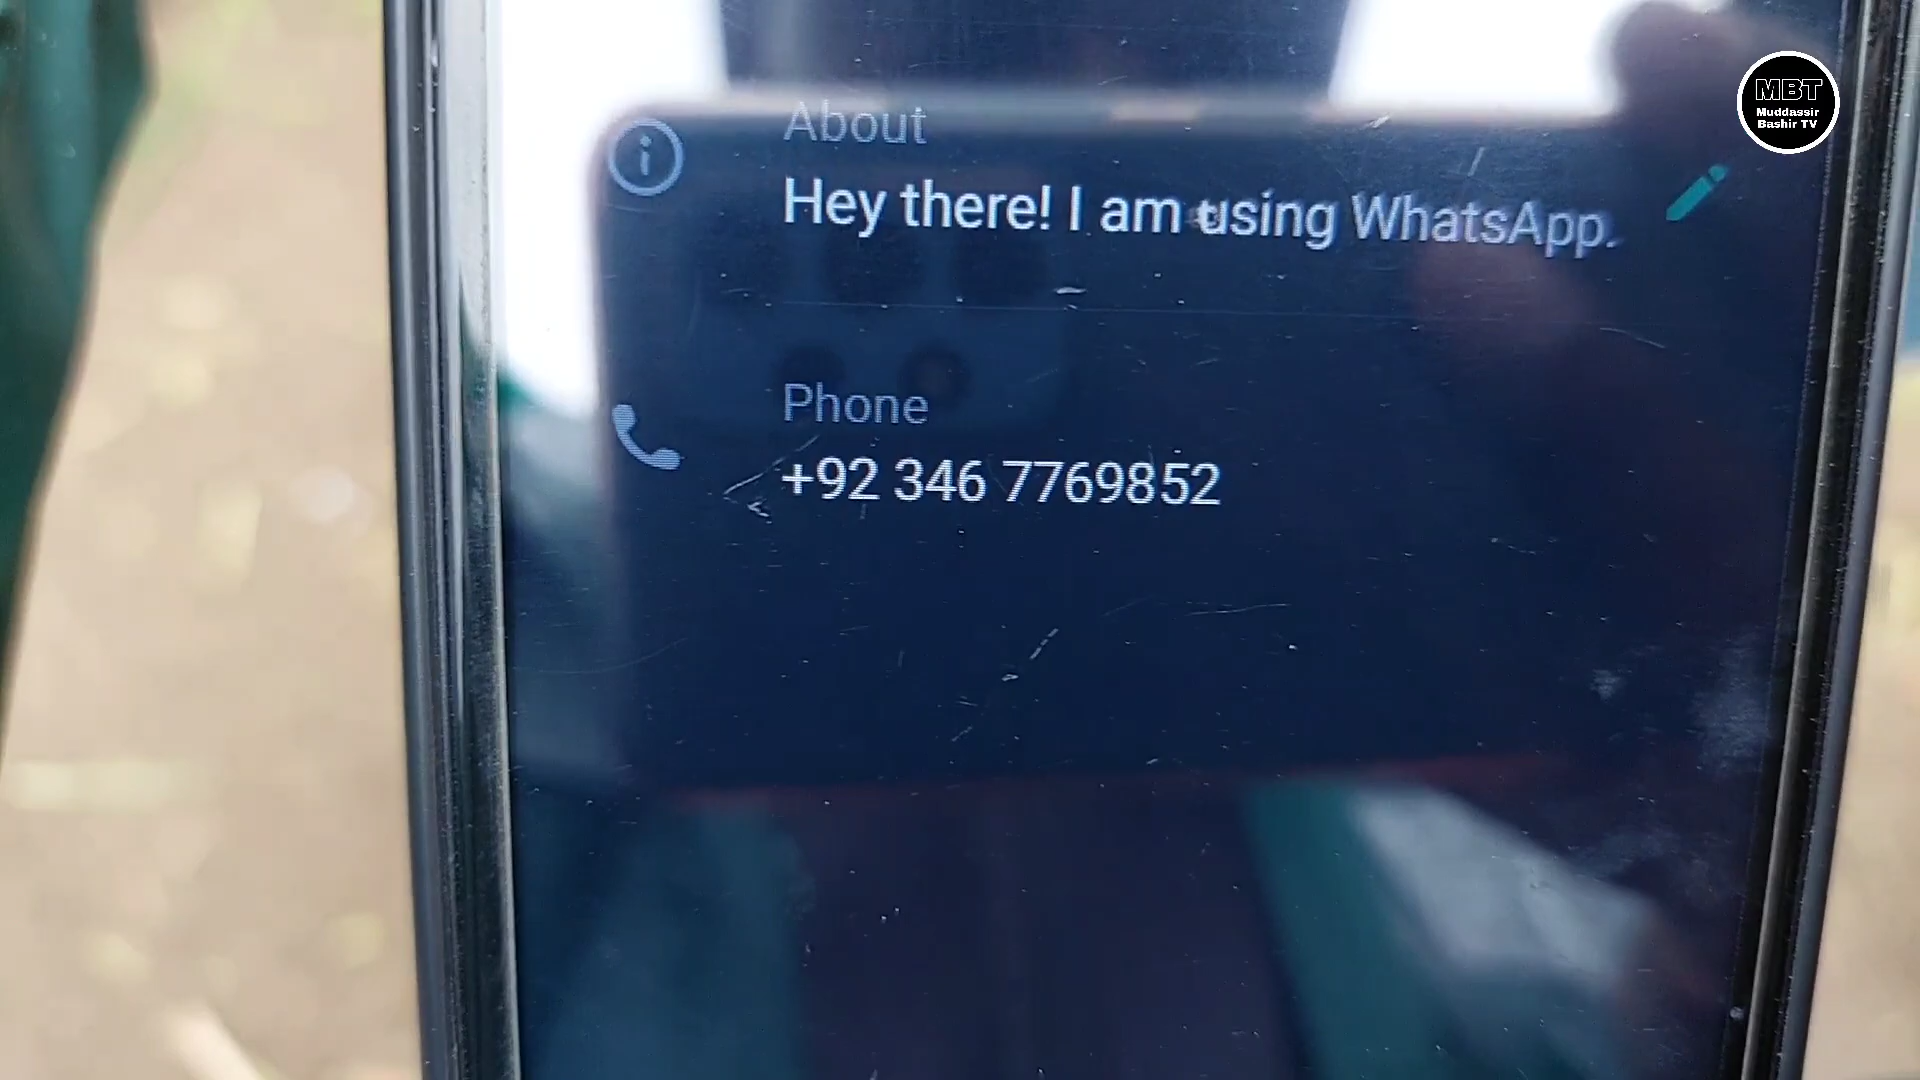 MBT
Muddassir
Bashir TV
About
Hey there! I am using WhatsApp.
Phone
+92 346 7769852